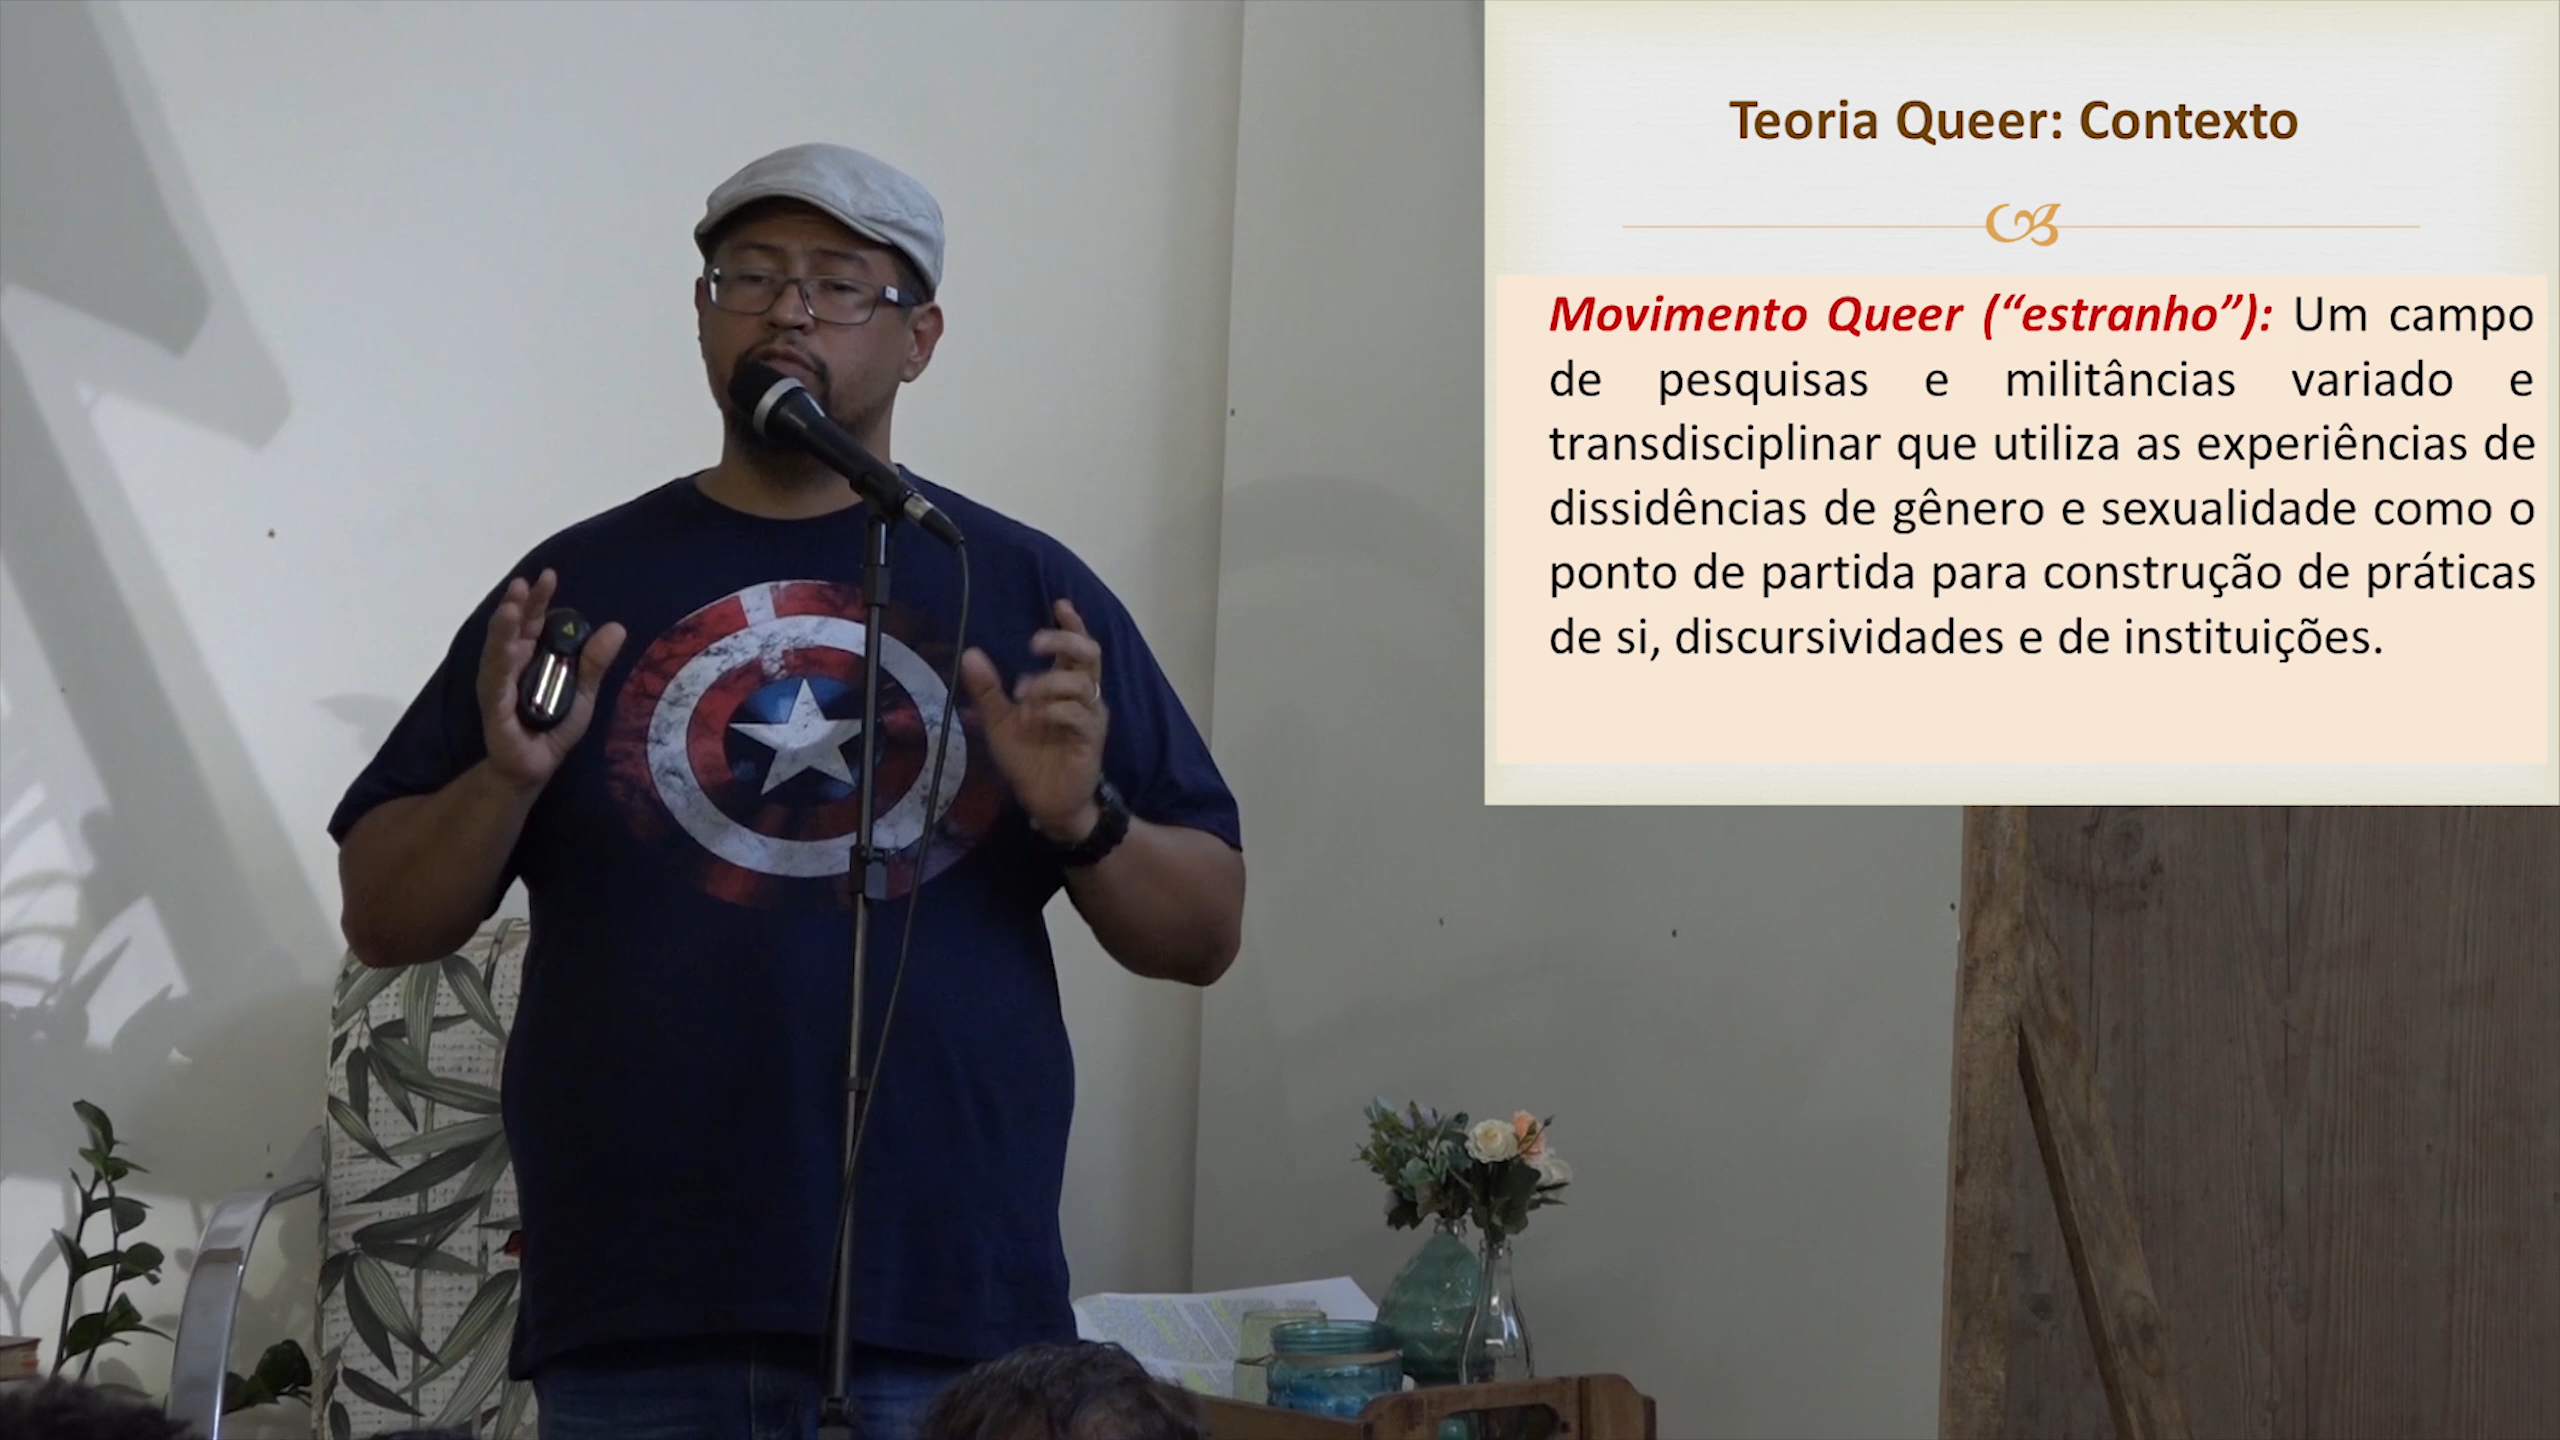 Teoria Queer: Contexto
Movimento Queer (“estranho”): Um campo
de pesquisas e militâncias variado e
transdisciplinar que utiliza as experiências de
dissidências de gênero e sexualidade como o
ponto de partida para construção de práticas
de si, discursividades e de instituições.